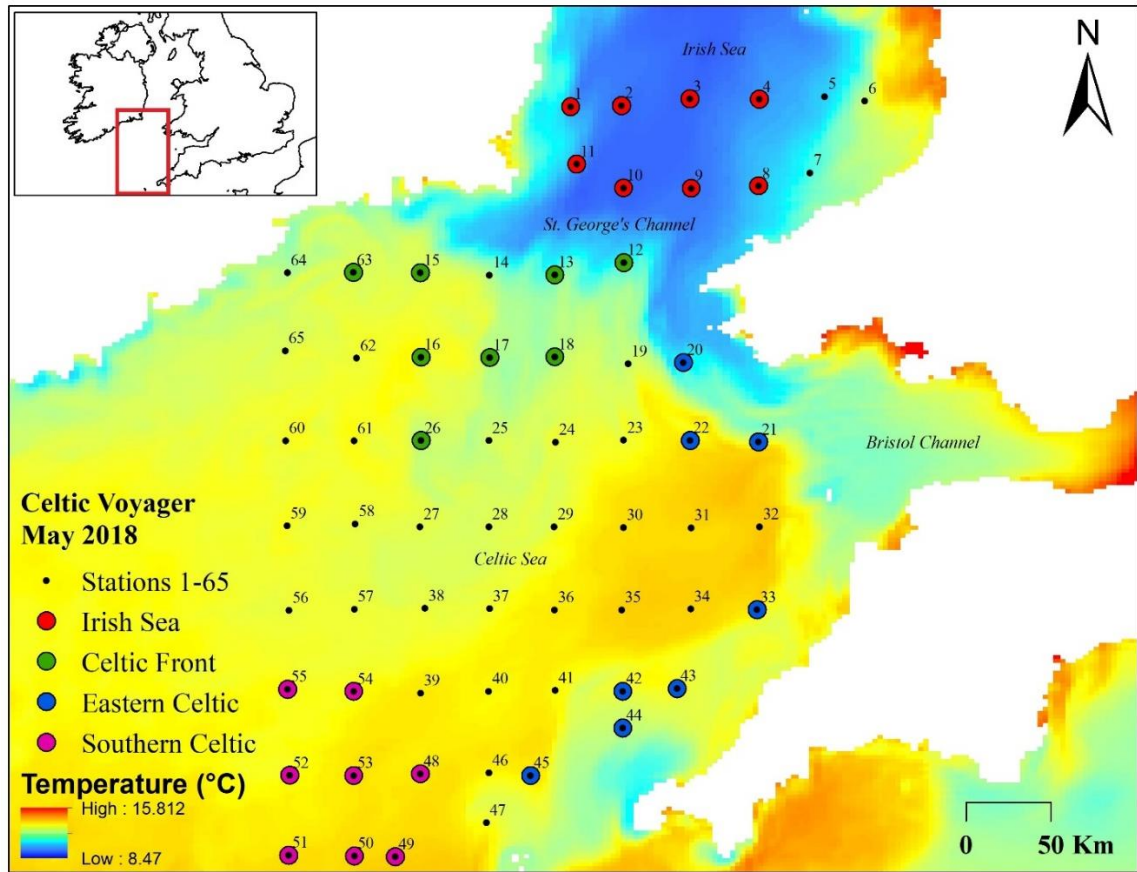 Irish Sea
N
1 2 3 4 5 6
11 10 9 8 7
St. George's Channel
64 63 15 14 13 12
65 62 16 17 18 19 20
60 61 26 25 24 23 22 21
Bristol Channel
Celtic Voyager
May 2018
59 58 27 28 29 30 31 32
Celtic Sea
Stations 1-65
56 57 38 37 36 35 34 33
Irish Sea
Celtic Front
Eastern Celtic
Southern Celtic
55 54 39 40 41 42 43
44
52 53 48 46 45
47
51 50 49
Temperature (°C)
High : 15.812
Low : 8.47
0 50 Km